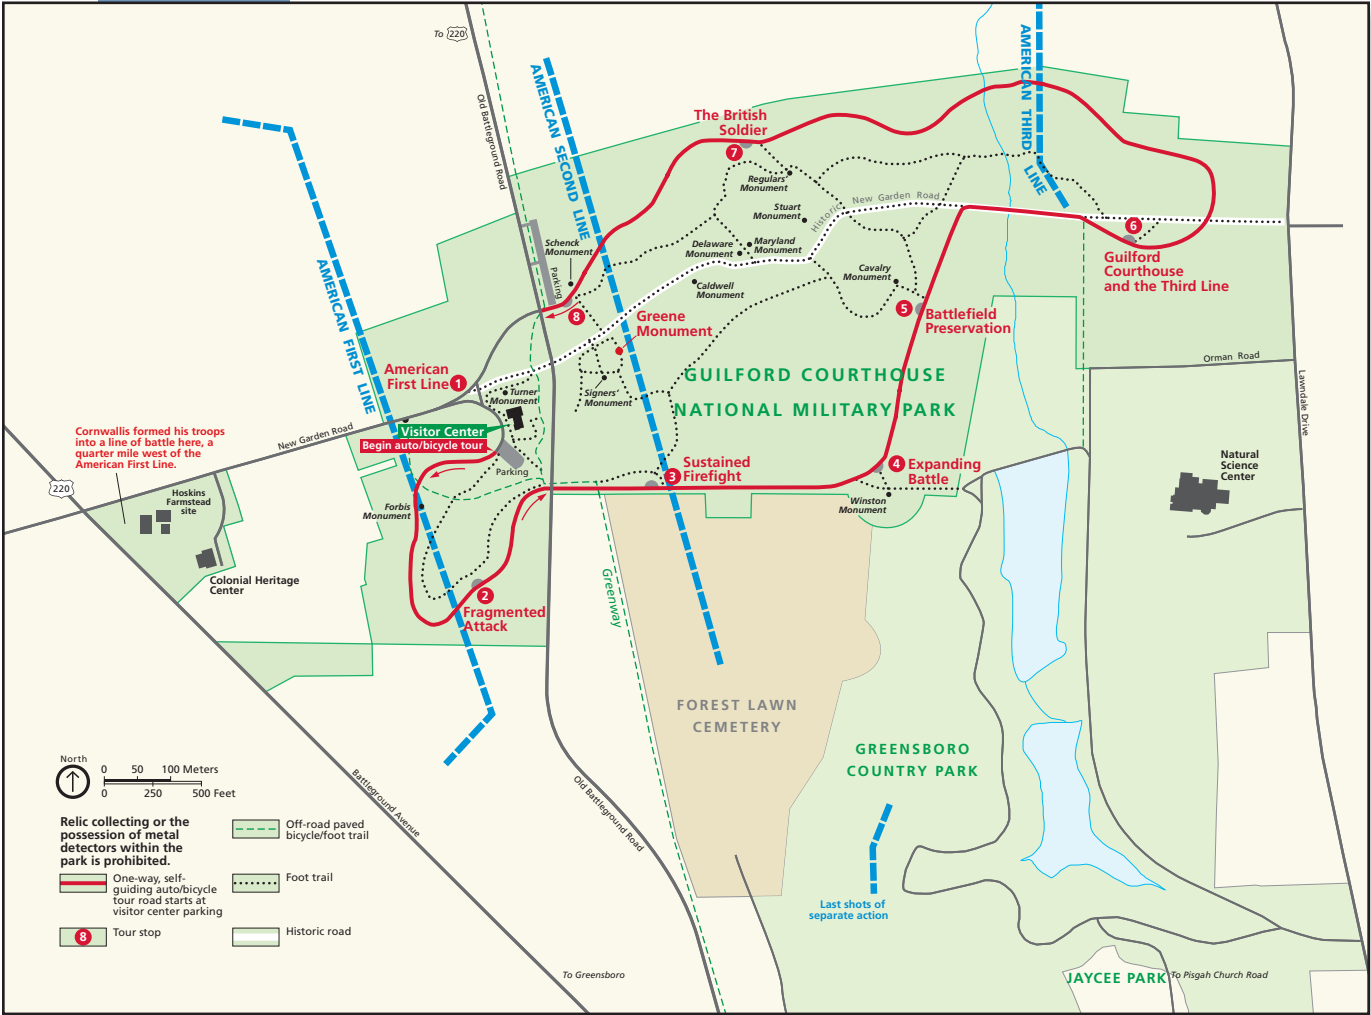 To 220
Old Battleground Road
AMERICAN SECOND LINE
AMERICAN THIRD
LINE
The British
Soldier
7
Regulars'
Monument
Stuart
Monument
Historic New Garden Road
6
Guilford
Courthouse
and the Third Line
Schenck
Monument
Parking
Delaware
Monument
Maryland
Monument
Caldwell
Monument
Cavalry
Monument
8
Greene
Monument
5
Battlefield
Preservation
AMERICAN FIRST LINE
American
First Line
1
Turner
Monument
Signers'
Monument
GUILFORD COURTHOUSE
NATIONAL MILITARY PARK
Orman Road
Lawndale Drive
Cornwallis formed his troops
into a line of battle here, a
quarter mile west of the
American First Line.
New Garden Road
Visitor Center
Begin auto/bicycle tour
Parking
3
Sustained
Firefight
4
Expanding
Battle
Winston
Monument
Natural
Science
Center
220
Hoskins
Farmstead
site
Forbis
Monument
Colonial Heritage
Center
2
Fragmented
Attack
Greenway
FOREST LAWN
CEMETERY
GREENSBORO
COUNTRY PARK
North
0 50 100 Meters
0 250 500 Feet
Battleground Avenue
Old Battleground Road
Relic collecting or the
possession of metal
detectors within the
park is prohibited.
Off-road paved
bicycle/foot trail
One-way, self-
guiding auto/bicycle
tour road starts at
visitor center parking
Foot trail
8
Tour stop
Historic road
Last shots of
separate action
To Greensboro
JAYCEE PARK
To Pisgah Church Road